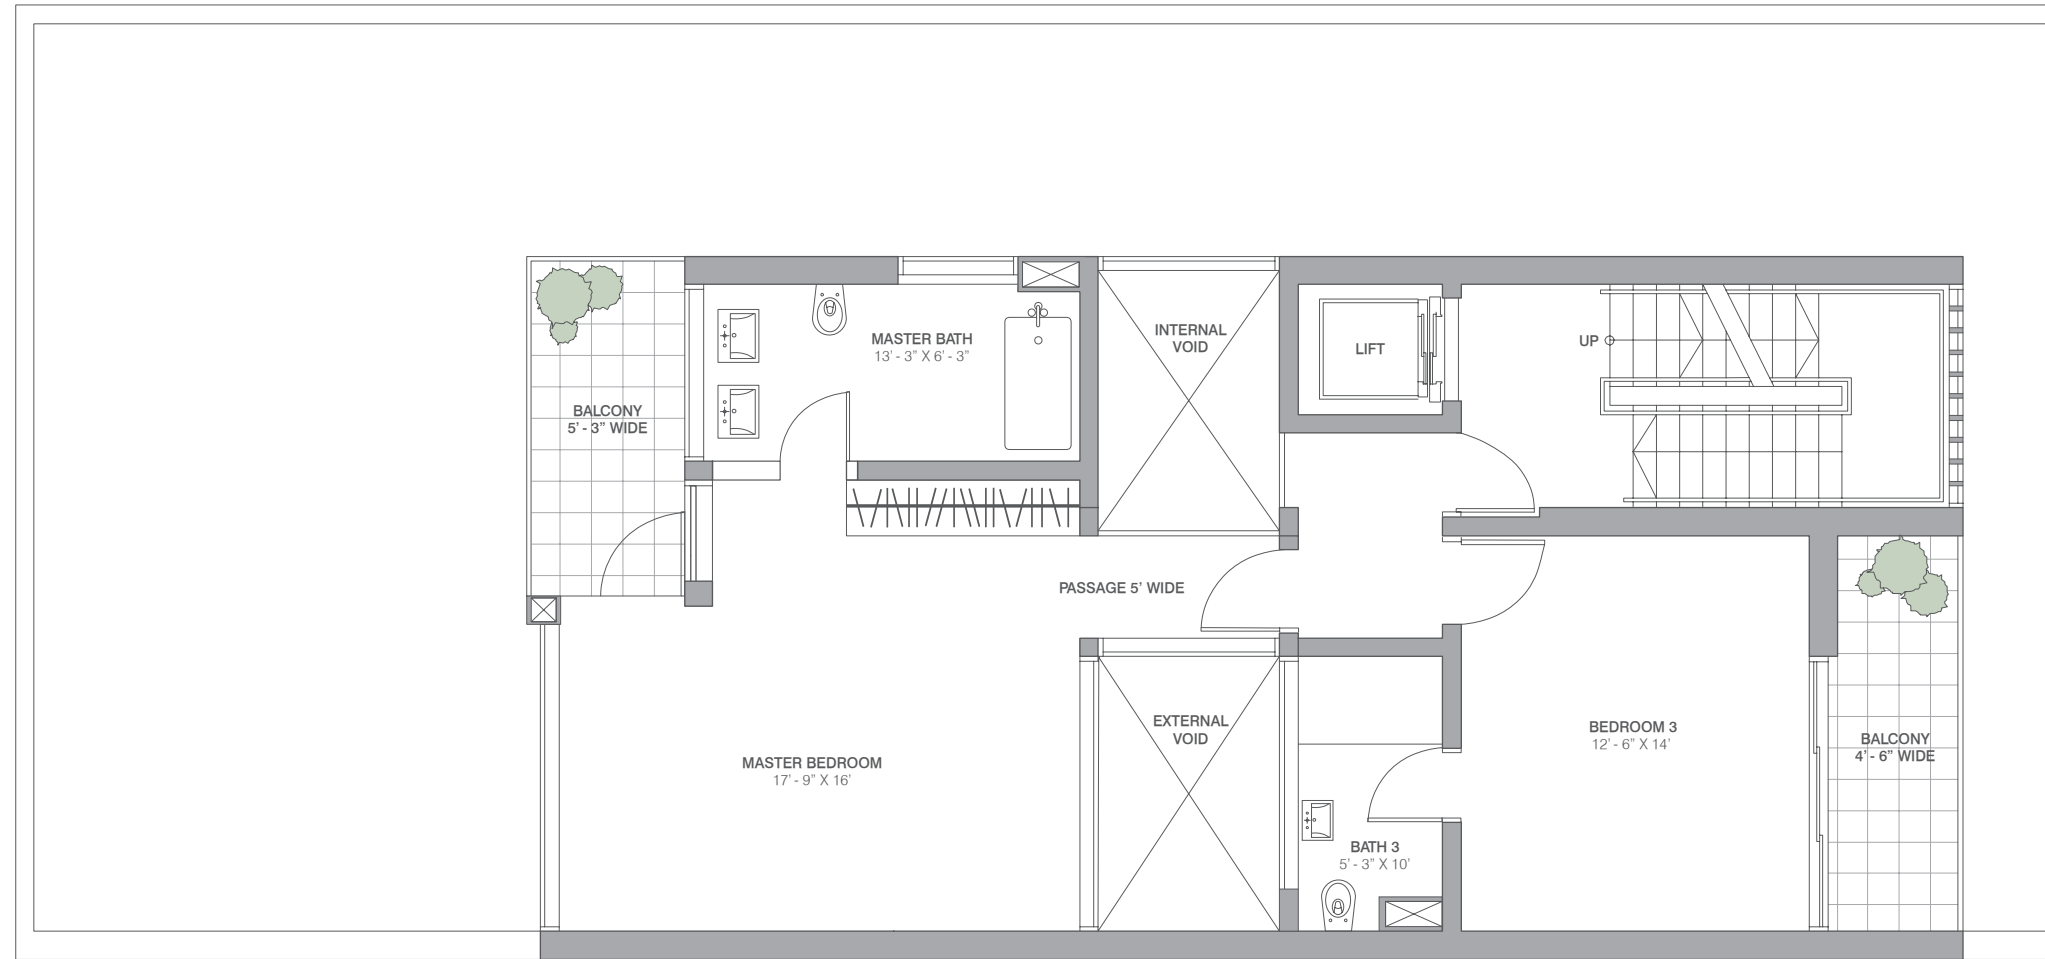 MASTER BATH
13' - 3” X 6' - 3”
INTERNAL
VOID
LIFT
UP
BALCONY
5' - 3” WIDE
PASSAGE 5' WIDE
EXTERNAL
VOID
BEDROOM 3
12' - 6” X 14'
BALCONY
4' - 6” WIDE
MASTER BEDROOM
17' - 9” X 16'
BATH 3
5' - 3” X 10'